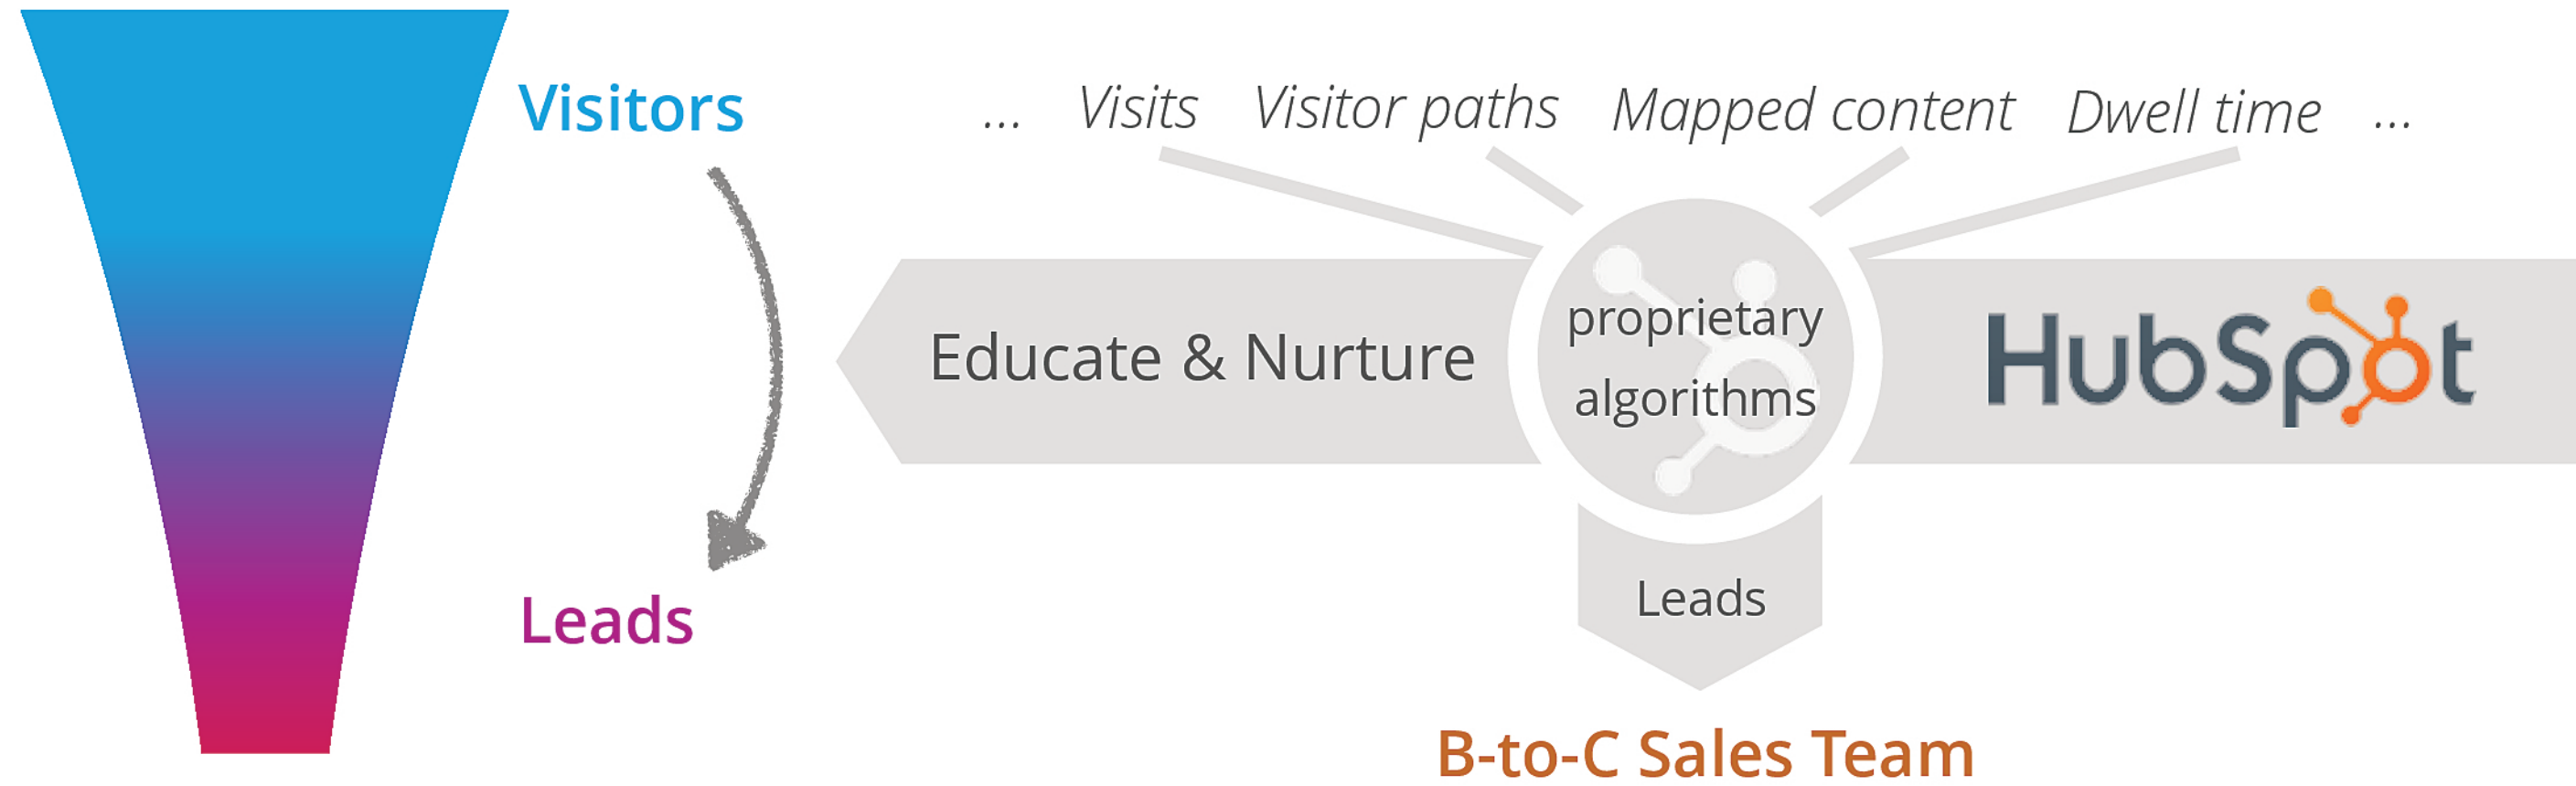 Visitors
... Visits Visitor paths Mapped content Dwell time ...
Educate & Nurture
proprietary
algorithms
HubSpot
Leads
Leads
B-to-C Sales Team